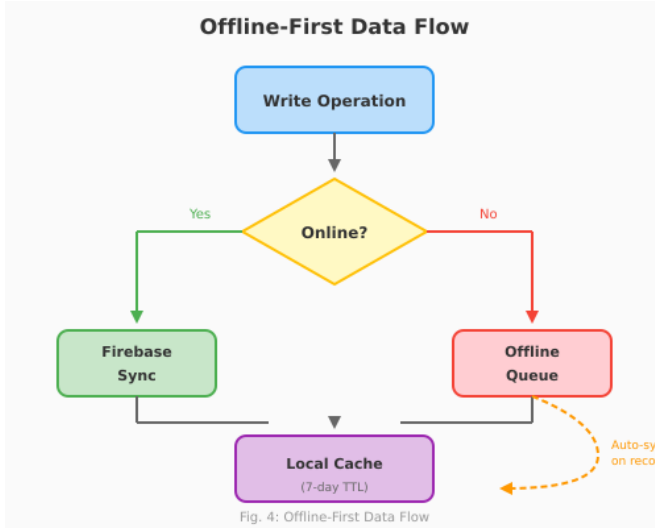 Offline-First Data Flow
Write Operation
Online?
Yes
No
Firebase
Sync
Offline
Queue
Auto-sy
on reco
Local Cache
(7-day TTL)
Fig. 4: Offline-First Data Flow